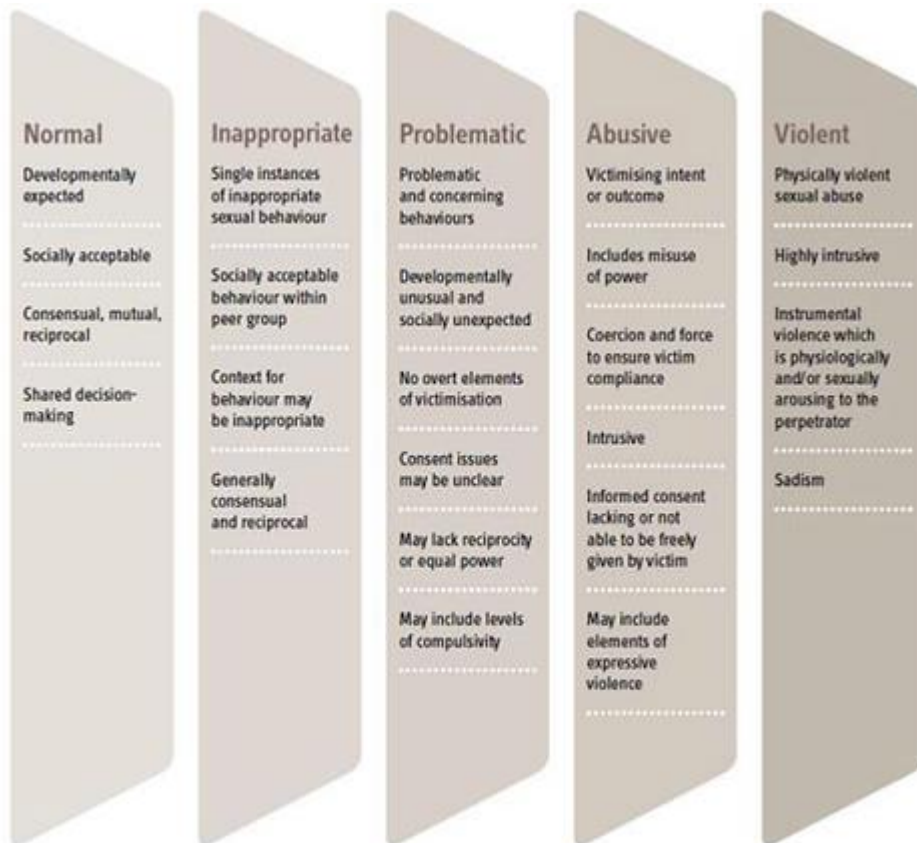 Normal
Developmentally
expected
Socially acceptable
Consensual, mutual,
reciprocal
Shared decision-
making
Inappropriate
Single instances
of inappropriate
sexual behaviour
Socially acceptable
behaviour within
peer group
Context for
behaviour may
be inappropriate
Generally
consensual
and reciprocal
Problematic
Problematic
and concerning
behaviours
Developmentally
unusual and
socially unexpected
No overt elements
of victimisation
Consent issues
may be unclear
May lack reciprocity
or equal power
May include levels
of compulsivity
Abusive
Victimising intent
or outcome
Includes misuse
of power
Coercion and force
to ensure victim
compliance
Intrusive
Informed consent
lacking or not
able to be freely
given by victim
May include
elements of
expressive
violence
Violent
Physically violent
sexual abuse
Highly intrusive
Instrumental
violence which
is physiologically
and/or sexually
arousing to the
perpetrator
Sadism